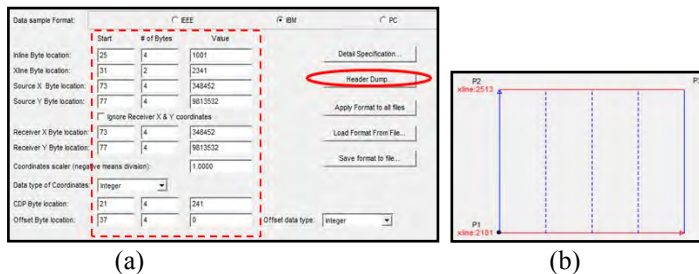 Data sample Format: IEEE IBM PC
Start # of Bytes Value
Inline Byte location: 25 4 1001 Detail Specification...
Xline Byte location: 31 2 2341
Source X Byte location: 73 4 348452 Header Dump...
Source Y Byte location: 77 4 9813532
Ignore Receiver X & Y coordinates Apply Format to all files
Receiver X Byte location: 73 4 348452 Load Format From File...
Receiver Y Byte location: 77 4 9813532
Coordinates scaler (negative means division): 1.0000 Save format to file...
Data type of Coordinates: Integer
CDP Byte location: 21 4 241
Offset Byte location: 37 4 0 Offset data type: Integer
(a)
P2
xline:2513
P1
xline:2101
(b)